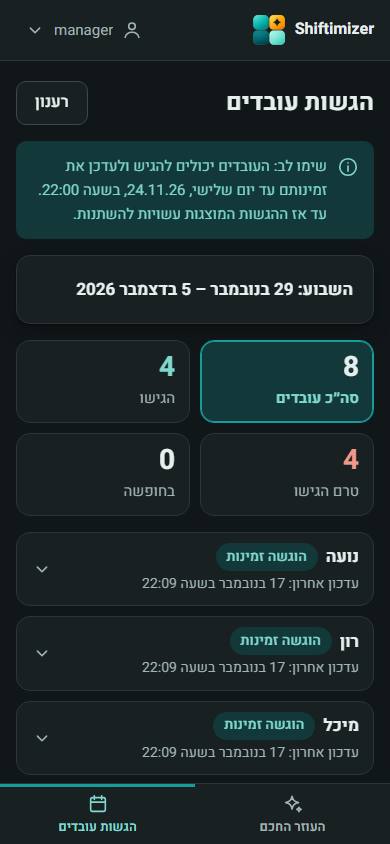 Shiftimizer
manager
הגשות עובדים
רענון
שימו לב: העובדים יכולים להגיש ולעדכן את
זמינותם עד יום שלישי, 24.11.26, בשעה 22:00.
עד אז ההגשות המוצגות עשויות להשתנות.
השבוע: 29 בנובמבר – 5 בדצמבר 2026
8
סה״כ עובדים
4
הגישו
4
טרם הגישו
0
בחופשה
נועה הוגשה זמינות
עדכון אחרון: 17 בנובמבר בשעה 22:09
רון הוגשה זמינות
עדכון אחרון: 17 בנובמבר בשעה 22:09
מיכל הוגשה זמינות
עדכון אחרון: 17 בנובמבר בשעה 22:09
העוזר החכם
הגשות עובדים